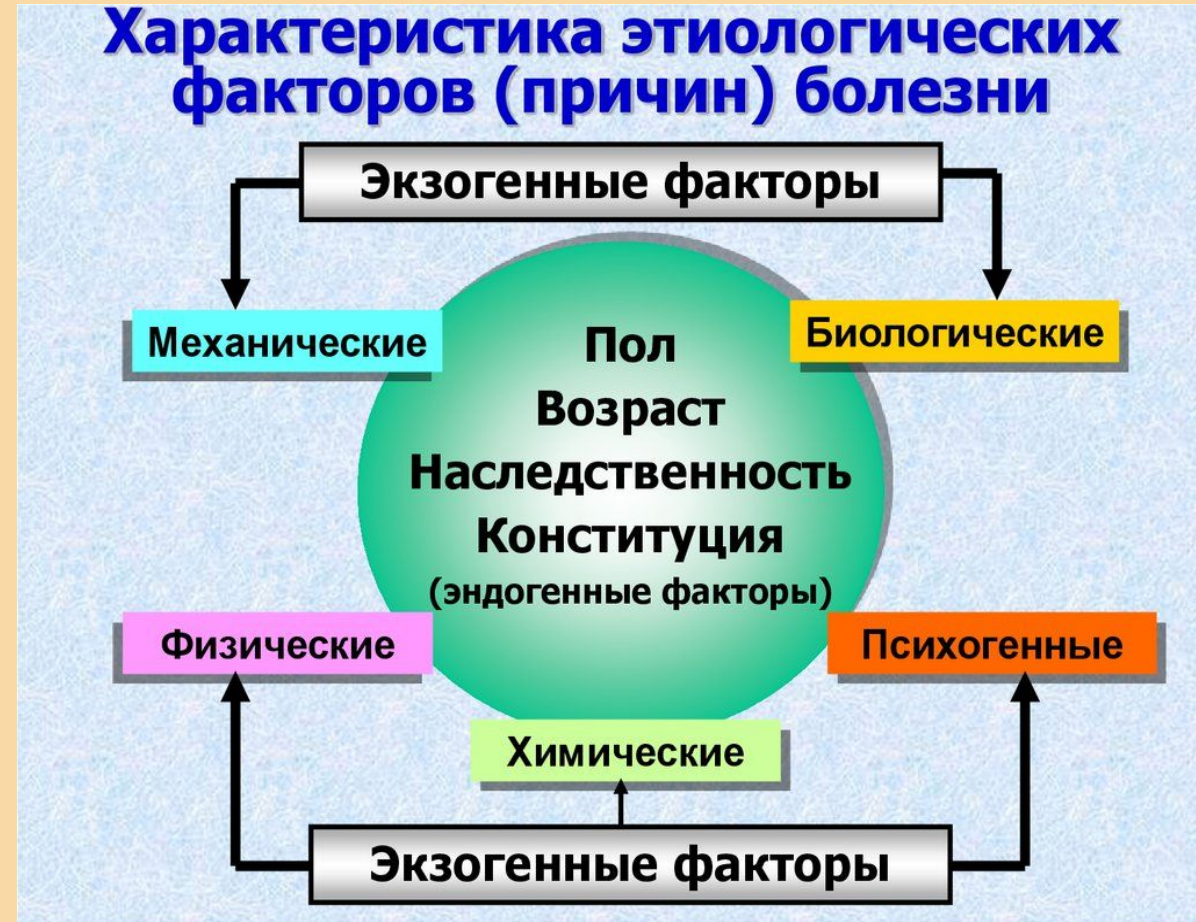 Характеристика этиологических
факторов (причин) болезни
Экзогенные факторы
Механические
Биологические
Пол
Возраст
Наследственность
Конституция
(эндогенные факторы)
Физические
Психогенные
Химические
Экзогенные факторы